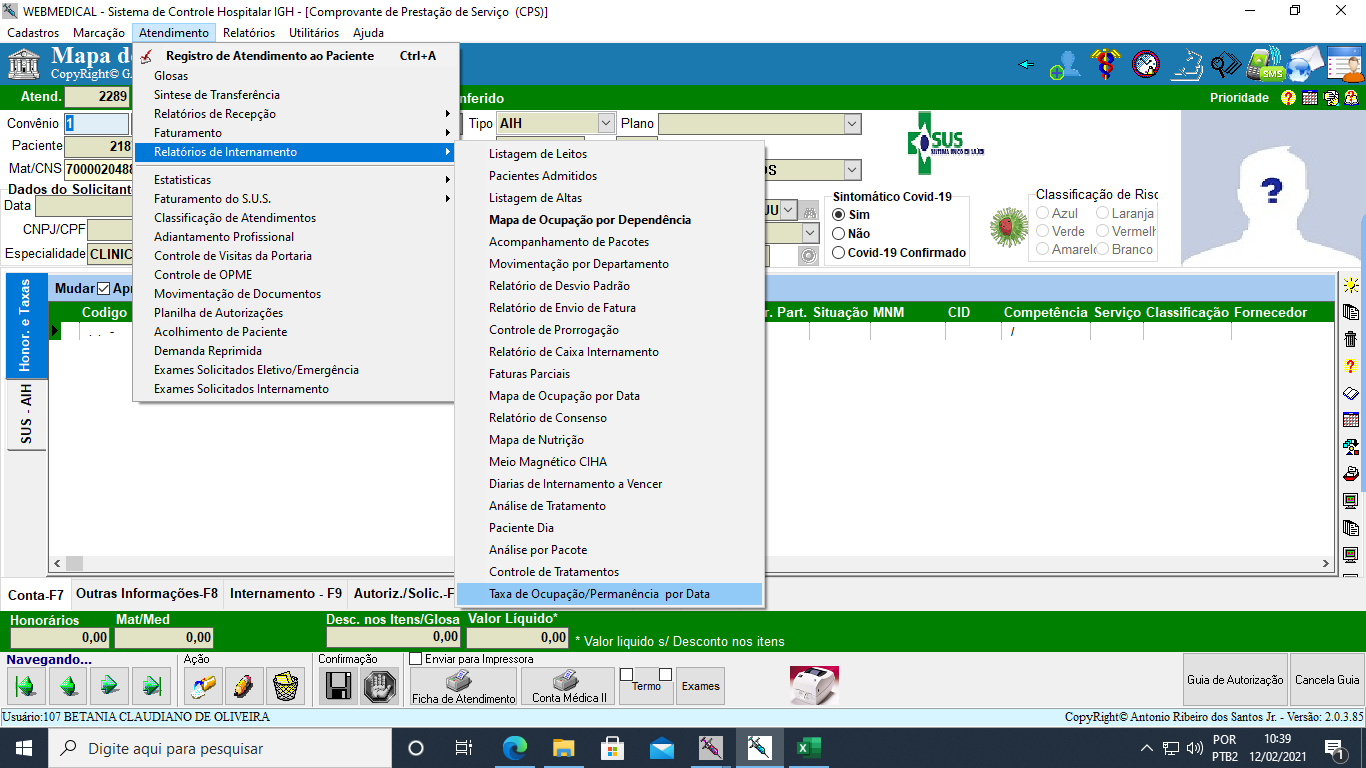 WEBMEDICAL - Sistema de Controle Hospitalar IGH - [Comprovante de Prestação de Serviço (CPS)]
Cadastros Marcação Atendimento Relatórios Utilitários Ajuda
Mapa d
CopyRight© G.
Registro de Atendimento ao Paciente Ctrl+A
Glosas
Sintese de Transferência
Relatórios de Recepção
Faturamento
Relatórios de Internamento
Estatisticas
Faturamento do S.U.S.
Classificação de Atendimentos
Adiantamento Profissional
Controle de Visitas da Portaria
Controle de OPME
Movimentação de Documentos
Planilha de Autorizações
Acolhimento de Paciente
Demanda Reprimida
Exames Solicitados Eletivo/Emergência
Exames Solicitados Internamento
Listagem de Leitos
Pacientes Admitidos
Listagem de Altas
Mapa de Ocupação por Dependência
Acompanhamento de Pacotes
Movimentação por Departamento
Relatório de Desvio Padrão
Relatório de Envio de Fatura
Controle de Prorrogação
Relatório de Caixa Internamento
Faturas Parciais
Mapa de Ocupação por Data
Relatório de Consenso
Mapa de Nutrição
Meio Magnético CIHA
Diarias de Internamento a Vencer
Análise de Tratamento
Paciente Dia
Análise por Pacote
Controle de Tratamentos
Taxa de Ocupação/Permanência por Data
SMS
Atend. 2289
nferido
Prioridade
Convênio 1
Tipo AIH Plano
Paciente 218
Mat/CNS 7000020488
OS
SUS
SISTEMA ÚNICO DE SAÚDE
Dados do Solicitant
Data
JU
CNPJ/CPF
Especialidade CLINIC
Sintomático Covid-19
Sim
Não
Covid-19 Confirmado
Classificação de Risc
Azul Laranja
Verde Vermelh
Amarelo Branco
?
Honor. e Taxas
SUS - AIH
Mudar Apr
Codigo r. Part. Situação MNM CID Competência Serviço Classificação Fornecedor
. . - /
Conta-F7 Outras Informações-F8 Internamento - F9 Autoriz./Solic.-F
Honorários Mat/Med Desc. nos Itens/Glosa Valor Líquido*
0,00 0,00 0,00 0,00 * Valor liquido s/ Desconto nos itens
Navegando... Ação Confirmação Enviar para Impressora
Ficha de Atendimento Conta Médica II Termo Exames
Guia de Autorização Cancela Guia
Usuário:107 BETANIA CLAUDIANO DE OLIVEIRA
CopyRight© Antonio Ribeiro dos Santos Jr. - Versão: 2.0.3.85
Digite aqui para pesquisar
POR
PTB2
10:39
12/02/2021
1